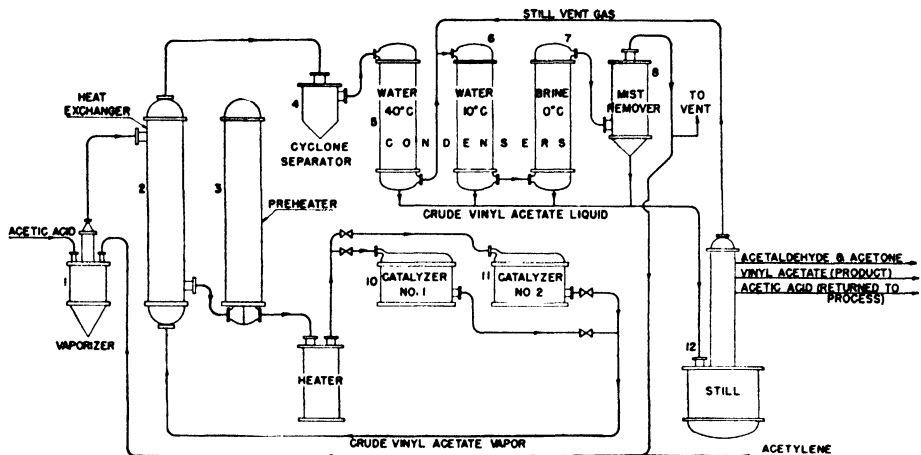 STILL VENT GAS
6
7
8
HEAT
EXCHANGER
4
CYCLONE
SEPARATOR
WATER
40°C
5
WATER
10°C
BRINE
0°C
CONDENSERS
MIST
REMOVER
TO
VENT
2
3
PREHEATER
CRUDE VINYL ACETATE LIQUID
ACETIC ACID
1
VAPORIZER
10
CATALYZER
NO. 1
11
CATALYZER
NO 2
ACETALDEHYDE & ACETONE
VINYL ACETATE (PRODUCT)
ACETIC ACID (RETURNED TO
PROCESS)
12
STILL
HEATER
CRUDE VINYL ACETATE VAPOR
ACETYLENE